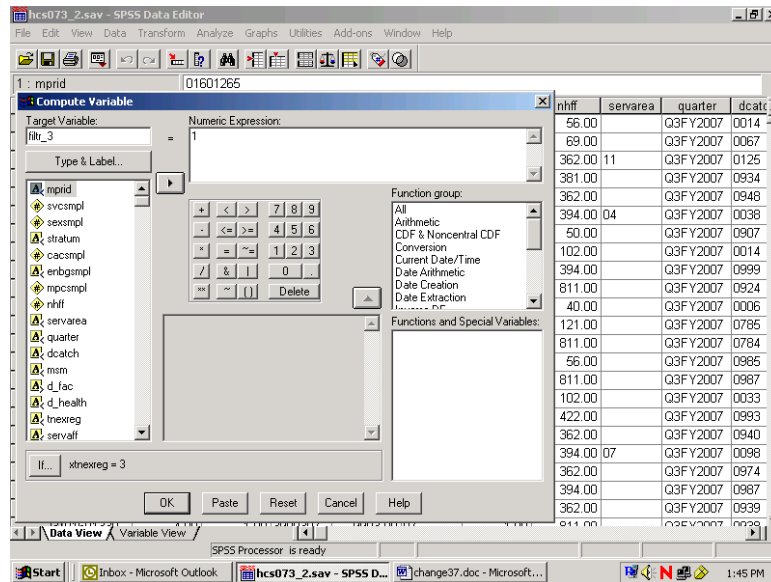 hcs073_2.sav - SPSS Data Editor
File Edit View Data Transform Analyze Graphs Utilities Add-ons Window Help
1 : mprid 01601265
Compute Variable
Target Variable:
filtr_3
=
Numeric Expression:
1
Type & Label...
mprid
svcsmpl
sexsmpl
stratum
cacsmpl
enbgsmpl
mpcsmpl
nhff
servarea
quarter
dcatch
msm
d_fac
d_health
tnexreg
servaff
+ < > 7 8 9
- <= >= 4 5 6
* = ~= 1 2 3
/ & | 0 .
** ~ () Delete
Function group:
All
Arithmetic
CDF & Noncentral CDF
Conversion
Current Date/Time
Date Arithmetic
Date Creation
Date Extraction
Functions and Special Variables:
If... xtnexreg = 3
OK Paste Reset Cancel Help
nhff servarea quarter dcatc
56.00 Q3FY2007 0014
69.00 Q3FY2007 0067
362.00 11 Q3FY2007 0125
381.00 Q3FY2007 0934
362.00 Q3FY2007 0948
394.00 04 Q3FY2007 0038
50.00 Q3FY2007 0907
102.00 Q3FY2007 0014
394.00 Q3FY2007 0999
811.00 Q3FY2007 0924
40.00 Q3FY2007 0006
121.00 Q3FY2007 0785
811.00 Q3FY2007 0784
56.00 Q3FY2007 0985
811.00 Q3FY2007 0987
102.00 Q3FY2007 0033
422.00 Q3FY2007 0993
362.00 Q3FY2007 0940
394.00 07 Q3FY2007 0098
362.00 Q3FY2007 0974
394.00 Q3FY2007 0987
362.00 Q3FY2007 0939
Data View Variable View
SPSS Processor is ready
Start Inbox - Microsoft Outlook hcs073_2.sav - SPSS D... change37.doc - Microsoft... 1:45 PM